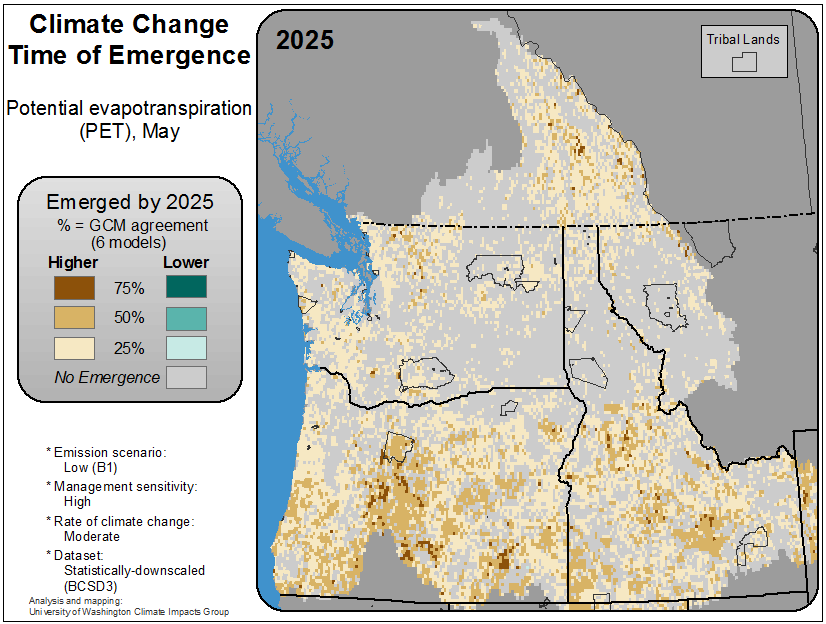 Climate Change
Time of Emergence
Potential evapotranspiration
(PET), May
Emerged by 2025
% = GCM agreement
(6 models)
Higher Lower
75%
50%
25%
No Emergence
* Emission scenario:
Low (B1)
* Management sensitivity:
High
* Rate of climate change:
Moderate
* Dataset:
Statistically-downscaled
(BCSD3)
Analysis and mapping:
University of Washington Climate Impacts Group
2025
Tribal Lands